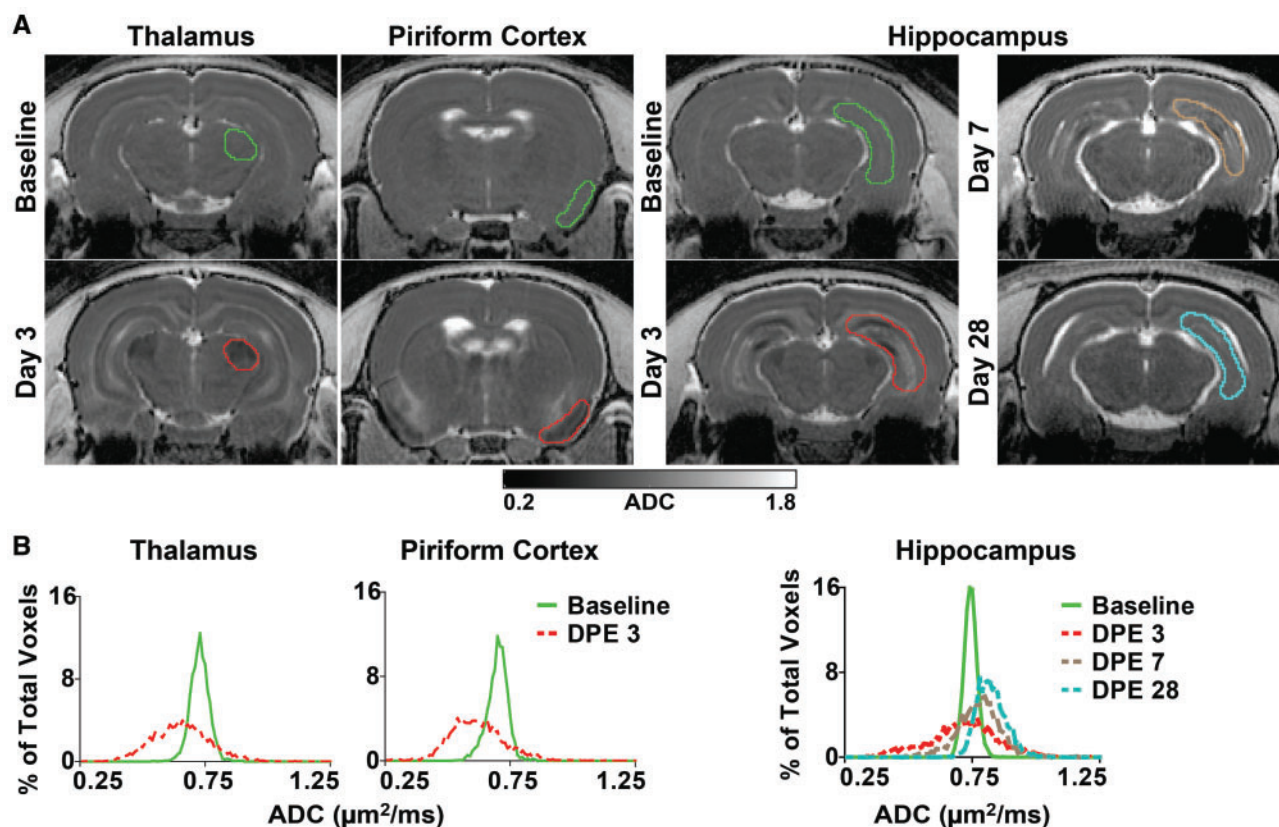 A
Thalamus
Piriform Cortex
Hippocampus
Baseline
Baseline
Day 7
Day 3
Day 3
Day 28
0.2
ADC
1.8
B
Thalamus
Piriform Cortex
Hippocampus
% of Total Voxels
16
8
0
0.25
0.75
1.25
16
8
0
0.25
0.75
1.25
Baseline
DPE 3
ADC (µm²/ms)
% of Total Voxels
16
8
0
0.25
0.75
1.25
Baseline
DPE 3
DPE 7
DPE 28
ADC (µm²/ms)